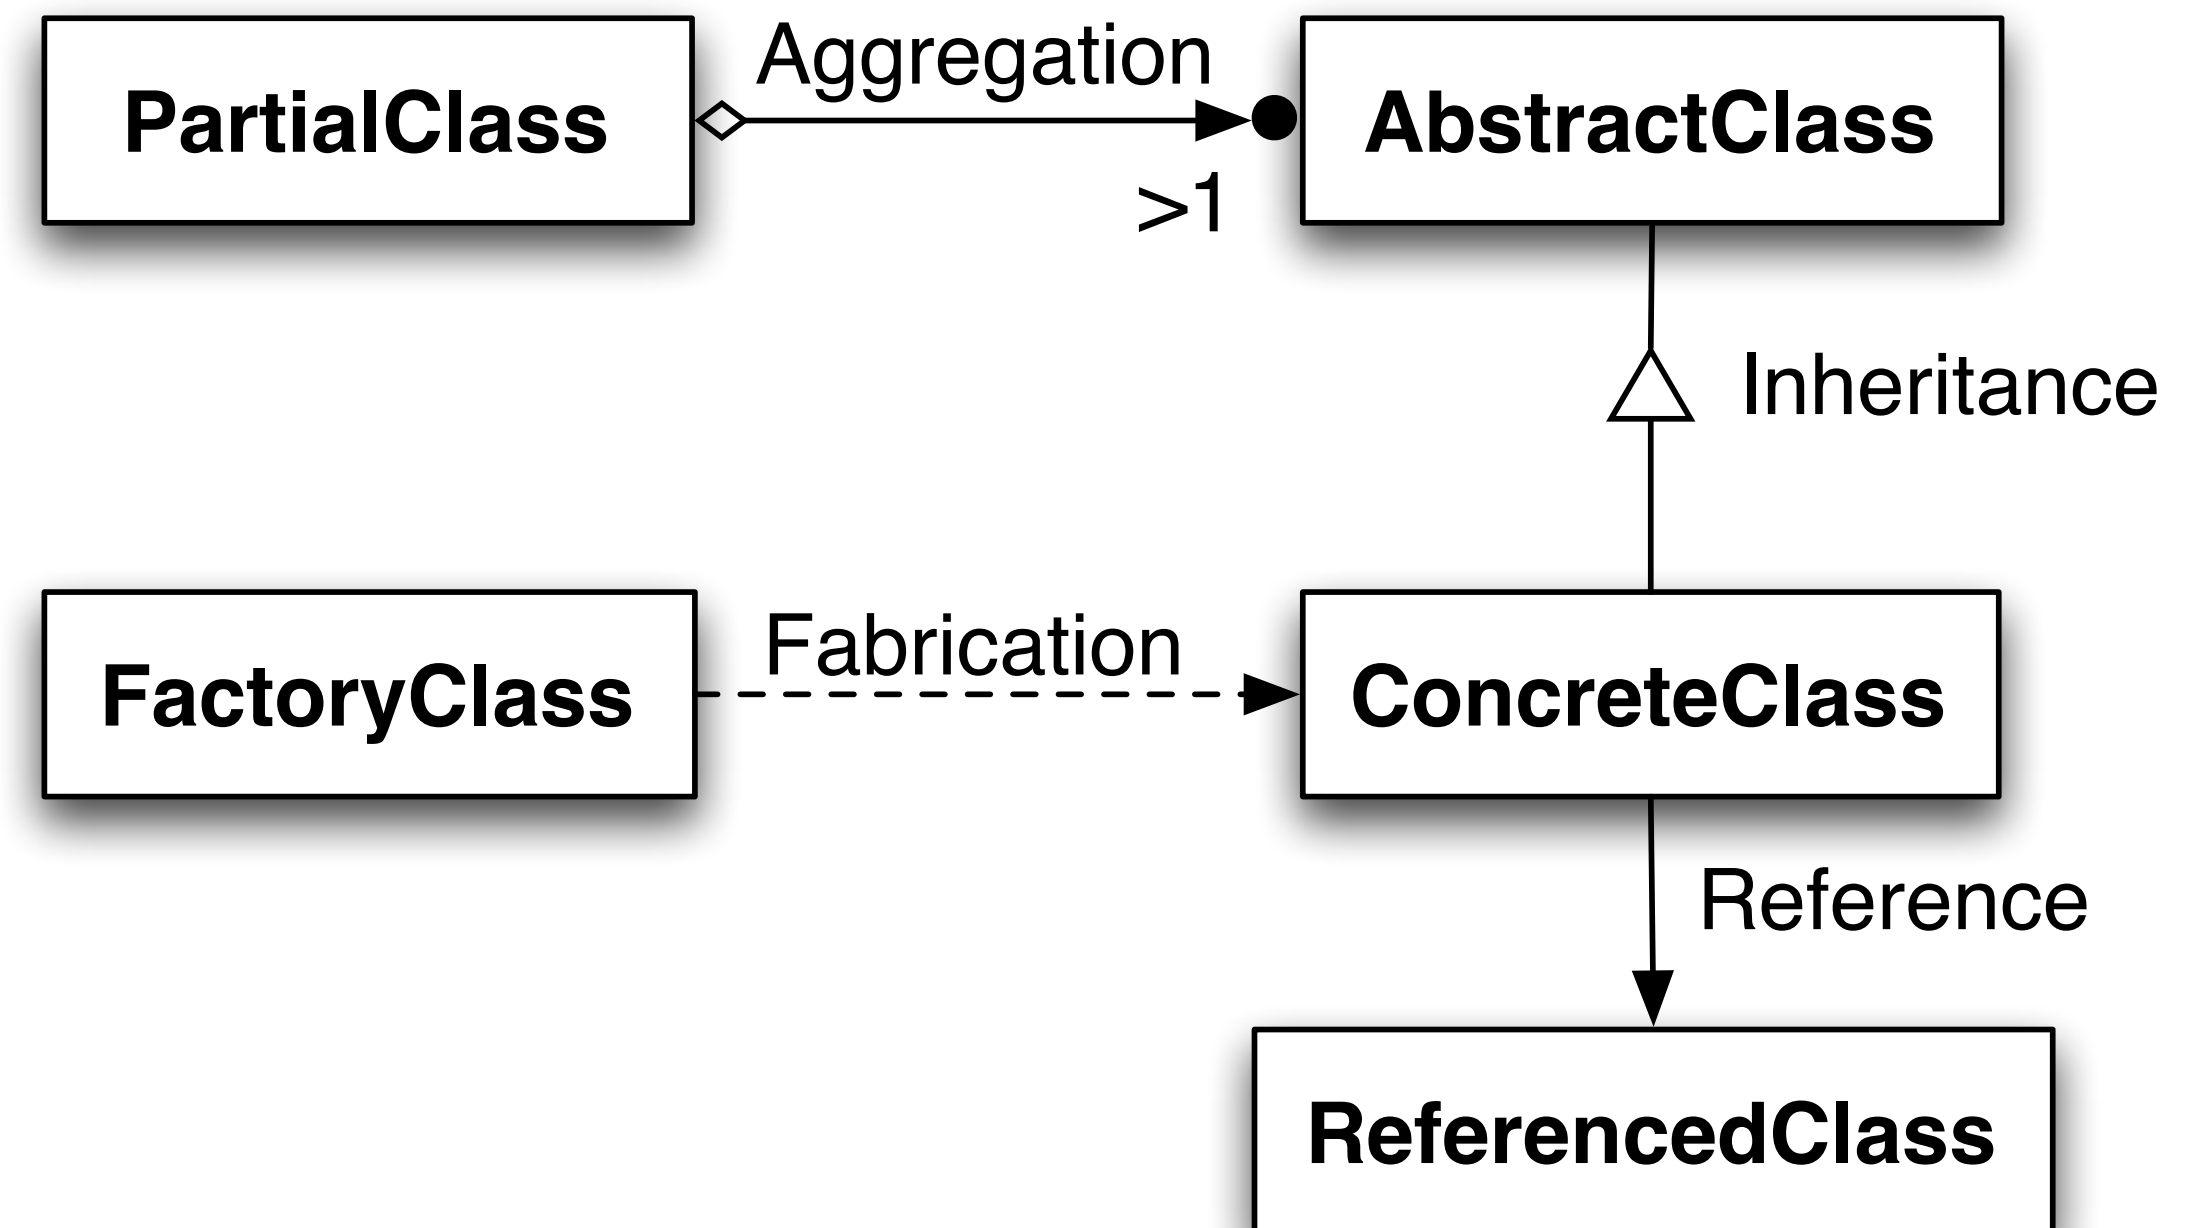 Aggregation
PartialClass
AbstractClass
>1
Inheritance
Fabrication
FactoryClass
ConcreteClass
Reference
ReferencedClass